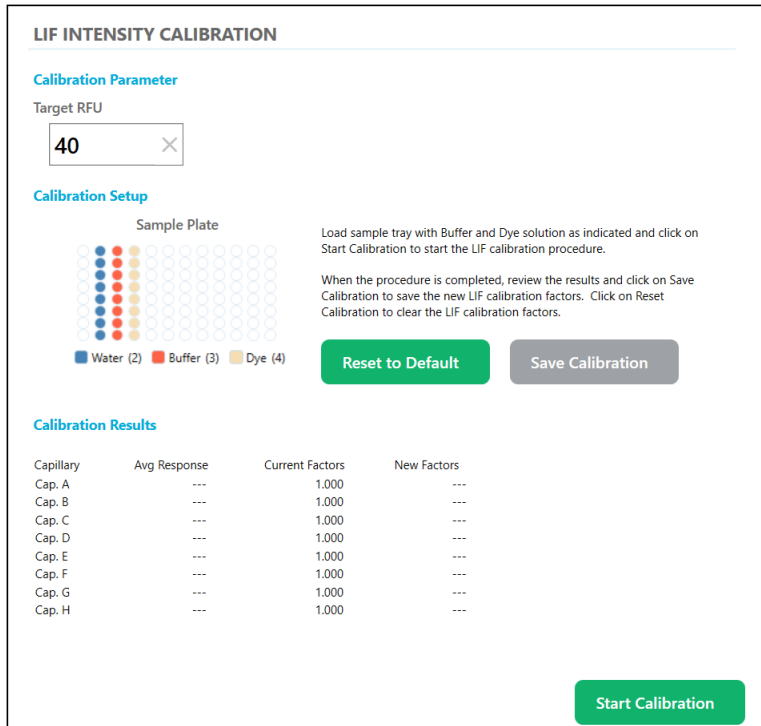 LIF INTENSITY CALIBRATION
Calibration Parameter
Target RFU
40
Calibration Setup
Sample Plate
Water (2) Buffer (3) Dye (4)
Load sample tray with Buffer and Dye solution as indicated and click on
Start Calibration to start the LIF calibration procedure.
When the procedure is completed, review the results and click on Save
Calibration to save the new LIF calibration factors. Click on Reset
Calibration to clear the LIF calibration factors.
Reset to Default Save Calibration
Calibration Results
Capillary Avg Response Current Factors New Factors
Cap. A --- 1.000 ---
Cap. B --- 1.000 ---
Cap. C --- 1.000 ---
Cap. D --- 1.000 ---
Cap. E --- 1.000 ---
Cap. F --- 1.000 ---
Cap. G --- 1.000 ---
Cap. H --- 1.000 ---
Start Calibration